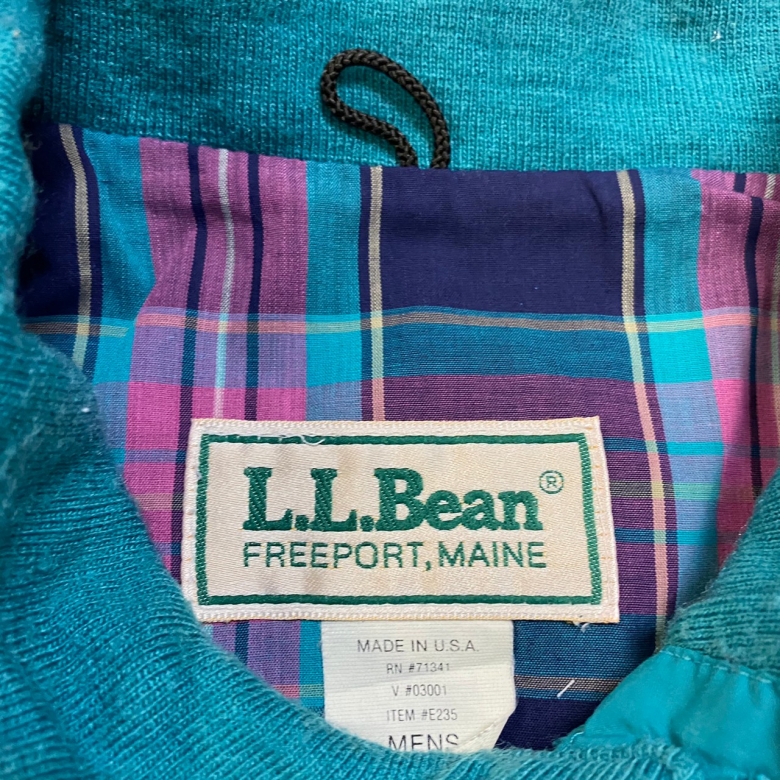 L.L.Bean®
FREEPORT, MAINE
MADE IN U.S.A.
RN #71341
V #03001
ITEM #E235
MENS